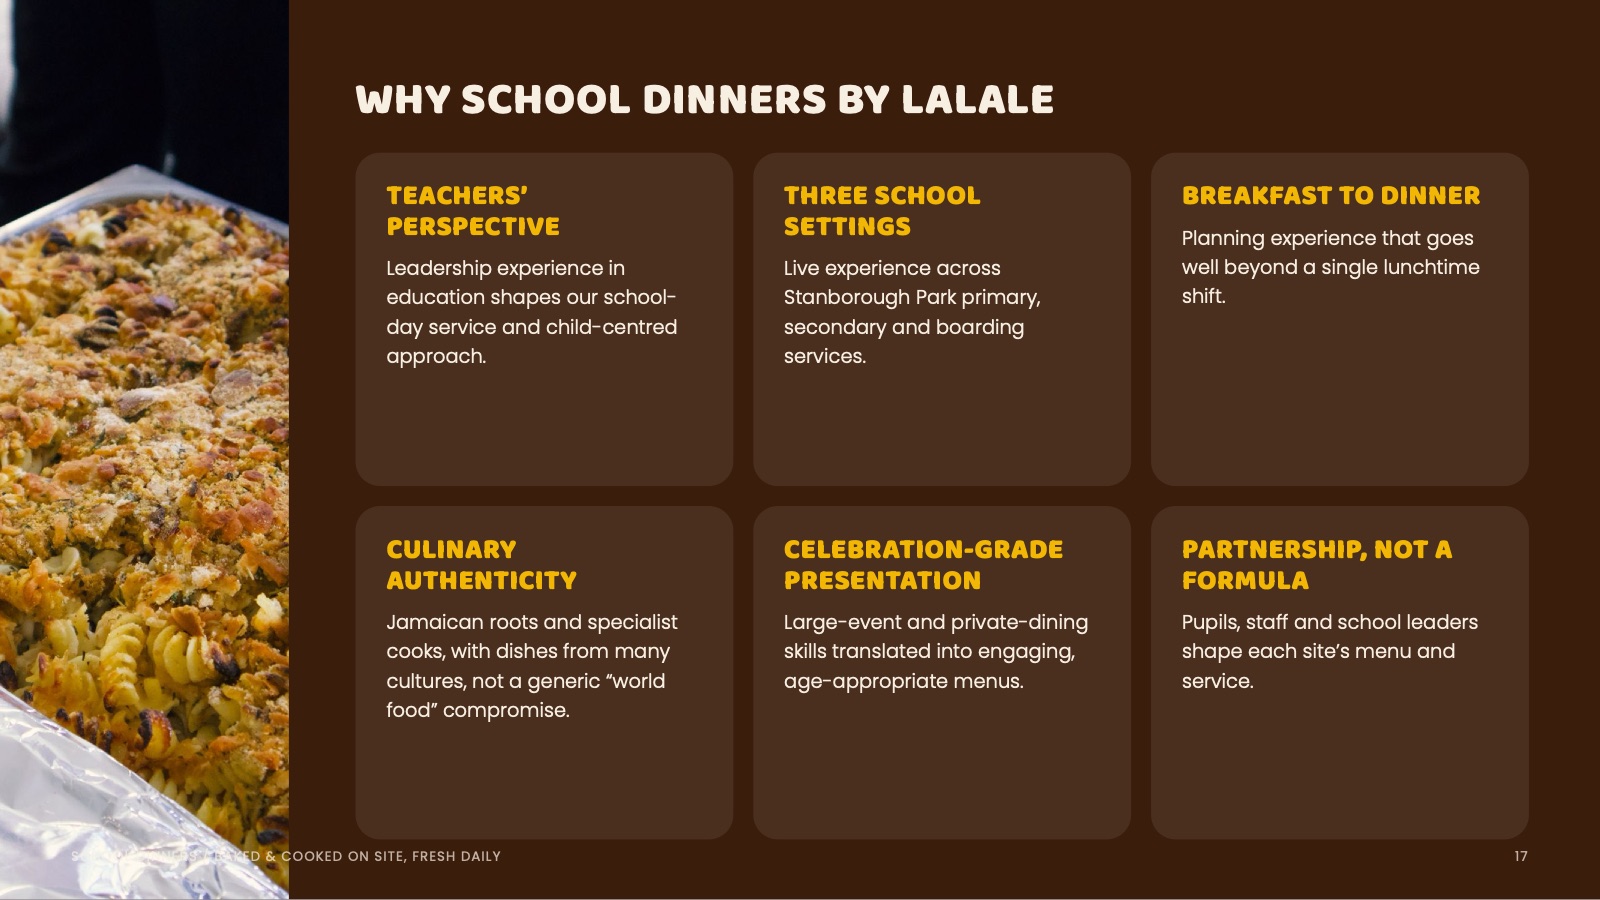 WHY SCHOOL DINNERS BY LALALE
TEACHERS’
PERSPECTIVE
Leadership experience in
education shapes our school-
day service and child-centred
approach.
THREE SCHOOL
SETTINGS
Live experience across
Stanborough Park primary,
secondary and boarding
services.
BREAKFAST TO DINNER
Planning experience that goes
well beyond a single lunchtime
shift.
CULINARY
AUTHENTICITY
Jamaican roots and specialist
cooks, with dishes from many
cultures, not a generic “world
food” compromise.
CELEBRATION-GRADE
PRESENTATION
Large-event and private-dining
skills translated into engaging,
age-appropriate menus.
PARTNERSHIP, NOT A
FORMULA
Pupils, staff and school leaders
shape each site’s menu and
service.
& COOKED ON SITE, FRESH DAILY
17